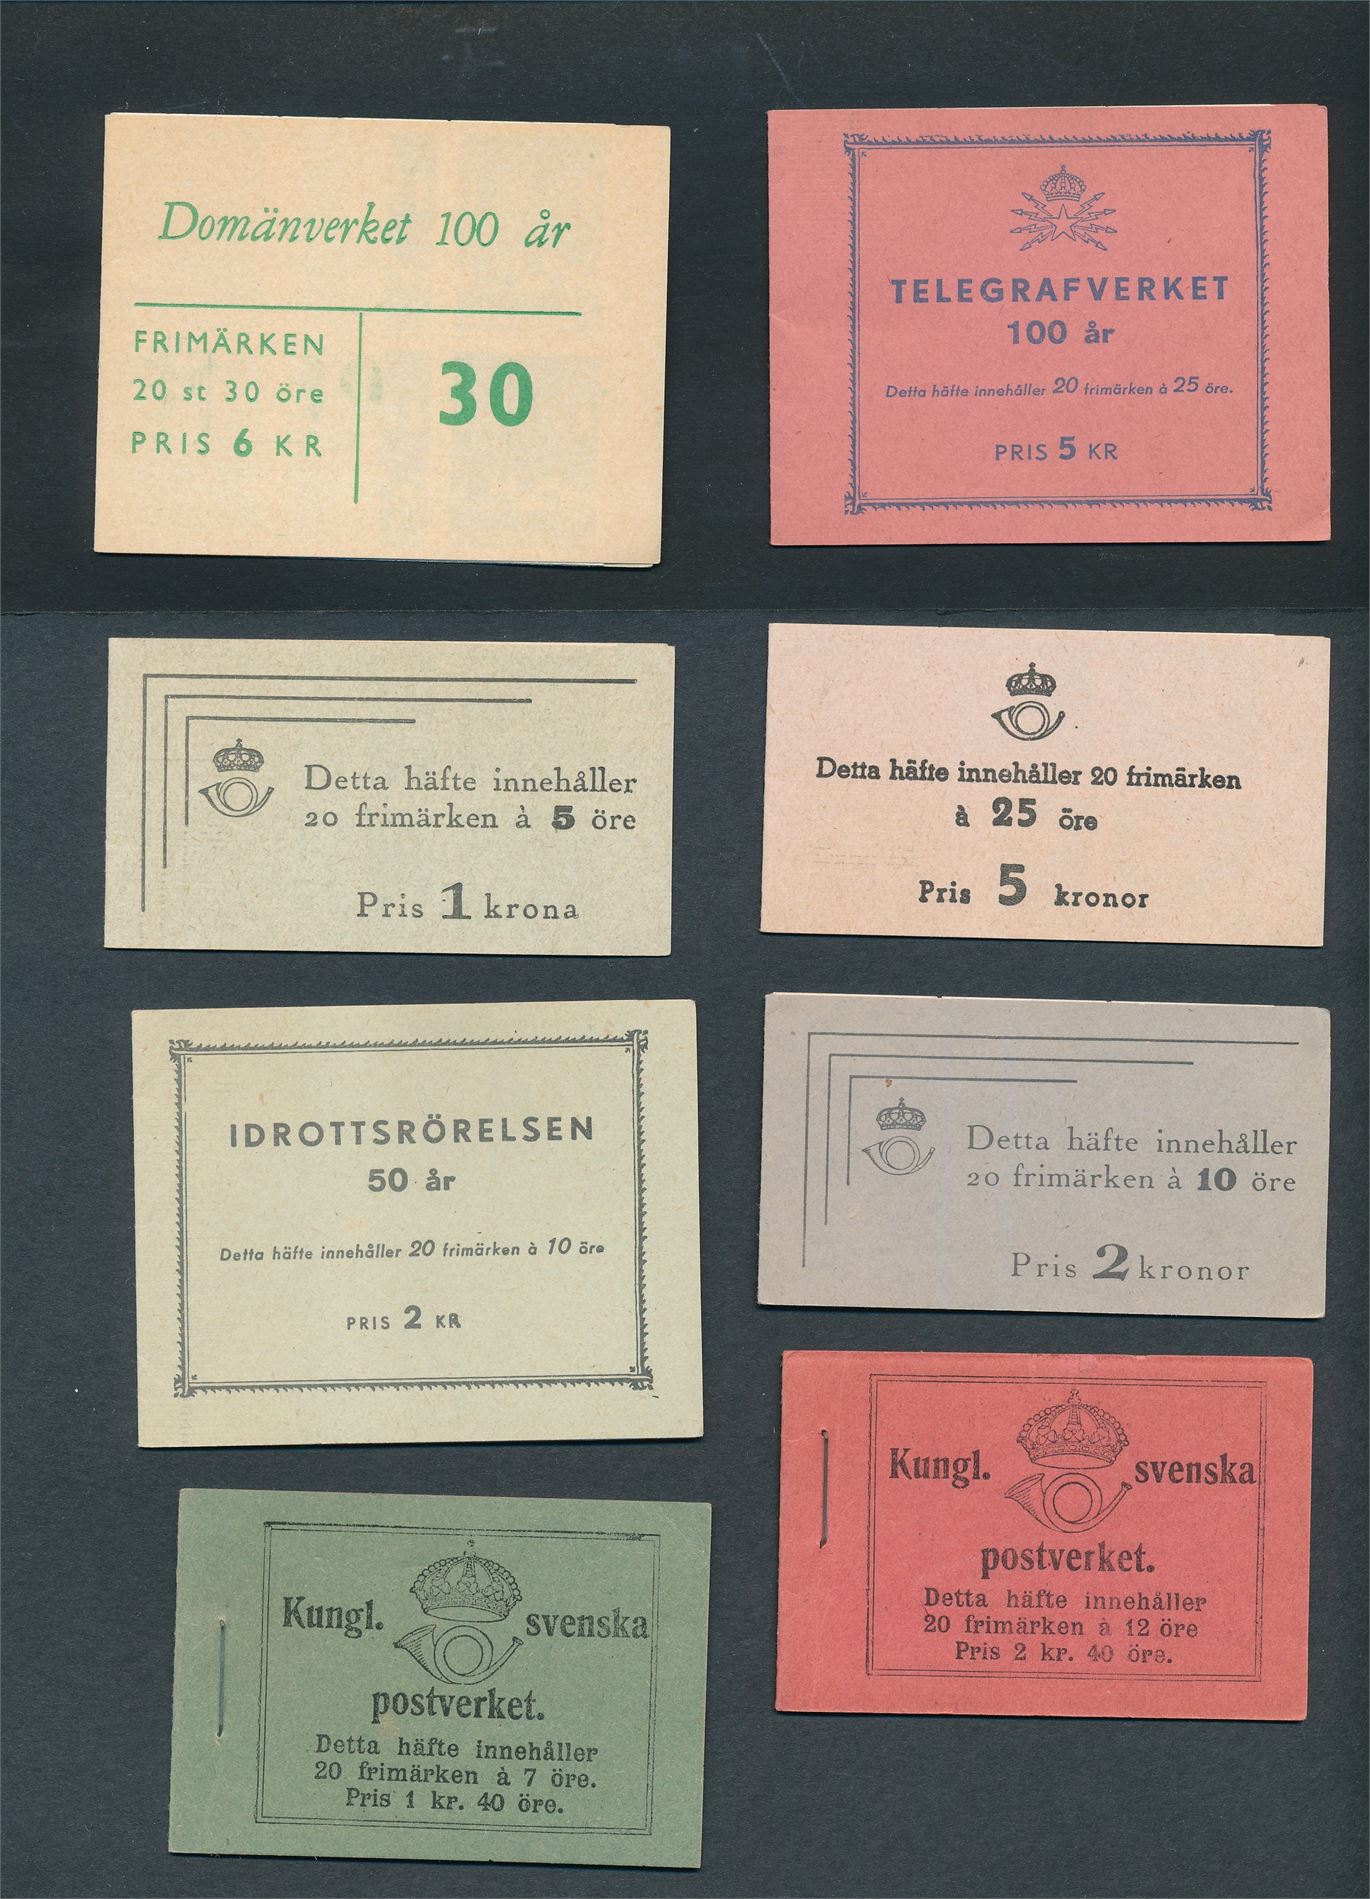 Domänverket 100 år
FRIMÄRKEN
20 st 30 öre
PRIS 6 KR
30
TELEGRAFVERKET
100 år
Detta häfte innehåller 20 frimärken à 25 öre.
PRIS 5 KR
Detta häfte innehåller
20 frimärken à 5 öre
Pris 1 krona
Detta häfte innehåller 20 frimärken
à 25 öre
Pris 5 kronor
IDROTTSRÖRELSEN
50 år
Detta häfte innehåller 20 frimärken à 10 öre
PRIS 2 KR
Detta häfte innehåller
20 frimärken à 10 öre
Pris 2 kronor
Kungl. svenska
postverket.
Detta häfte innehåller
20 frimärken à 12 öre
Pris 2 kr. 40 öre.
Kungl. svenska
postverket.
Detta häfte innehåller
20 frimärken à 7 öre.
Pris 1 kr. 40 öre.